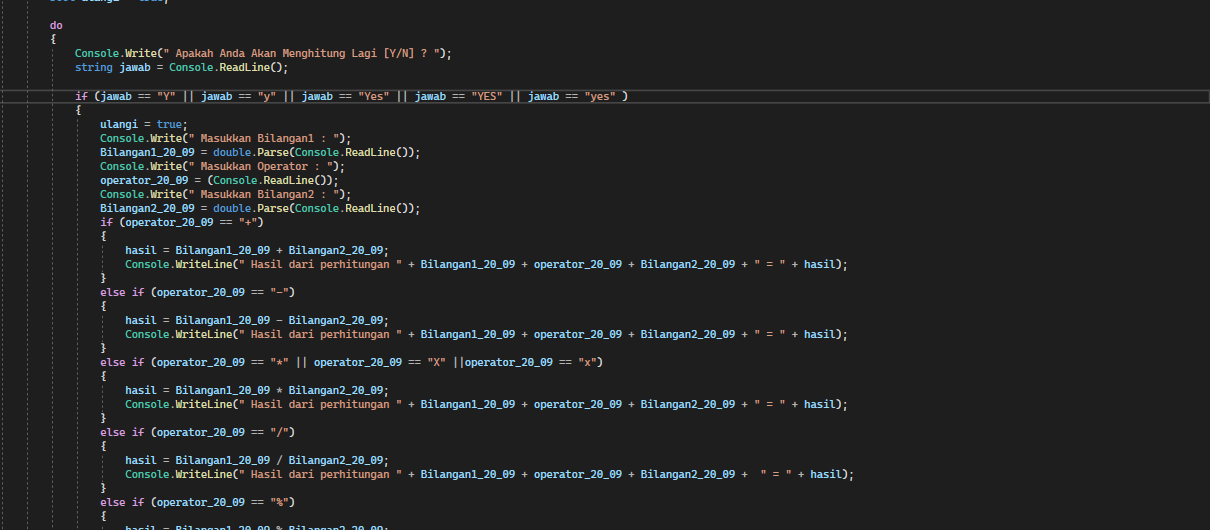 do
{
Console.Write(" Apakah Anda Akan Menghitung Lagi [Y/N] ? ");
string jawab = Console.ReadLine();
if (jawab == "Y" || jawab == "y" || jawab == "Yes" || jawab == "YES" || jawab == "yes" )
{
ulangi = true;
Console.Write(" Masukkan Bilangan1 : ");
Bilangan1_20_09 = double.Parse(Console.ReadLine());
Console.Write(" Masukkan Operator : ");
operator_20_09 = (Console.ReadLine());
Console.Write(" Masukkan Bilangan2 : ");
Bilangan2_20_09 = double.Parse(Console.ReadLine());
if (operator_20_09 == "+")
{
hasil = Bilangan1_20_09 + Bilangan2_20_09;
Console.WriteLine(" Hasil dari perhitungan " + Bilangan1_20_09 + operator_20_09 + Bilangan2_20_09 + " = " + hasil);
}
else if (operator_20_09 == "-")
{
hasil = Bilangan1_20_09 - Bilangan2_20_09;
Console.WriteLine(" Hasil dari perhitungan " + Bilangan1_20_09 + operator_20_09 + Bilangan2_20_09 + " = " + hasil);
}
else if (operator_20_09 == "*" || operator_20_09 == "X" ||operator_20_09 == "x")
{
hasil = Bilangan1_20_09 * Bilangan2_20_09;
Console.WriteLine(" Hasil dari perhitungan " + Bilangan1_20_09 + operator_20_09 + Bilangan2_20_09 + " = " + hasil);
}
else if (operator_20_09 == "/")
{
hasil = Bilangan1_20_09 / Bilangan2_20_09;
Console.WriteLine(" Hasil dari perhitungan " + Bilangan1_20_09 + operator_20_09 + Bilangan2_20_09 +  " = " + hasil);
}
else if (operator_20_09 == "%")
{
hasil = Bilangan1_20_09 % Bilangan2_20_09;